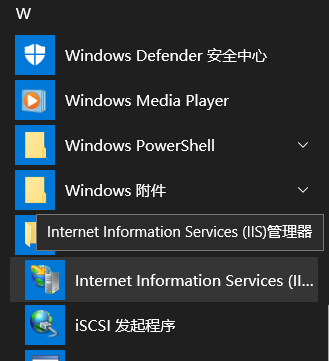 W
Windows Defender 安全中心
Windows Media Player
Windows PowerShell
Windows 附件
Internet Information Services (IIS)管理器
Internet Information Services (II...
iSCSI 发起程序